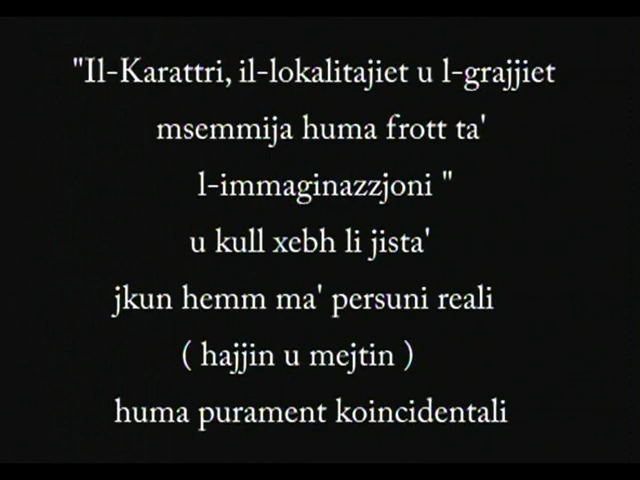 "Il-Karattri, il-lokalitajiet u l-grajjiet
msemmija huma frott ta'
l-immaginazzjoni "
u kull xebh li jista'
jkun hemm ma' persuni reali
( hajjin u mejtin )
huma purament koincidentali